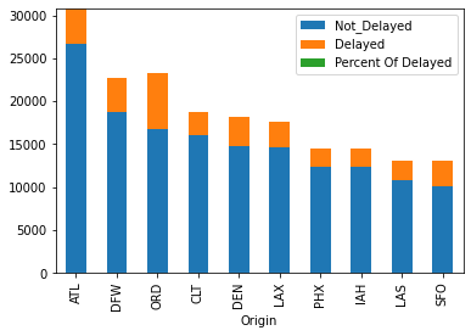 30000
25000
20000
15000
10000
5000
0
Not_Delayed
Delayed
Percent Of Delayed
ATL DFW ORD CLT DEN LAX PHX IAH LAS SFO
Origin